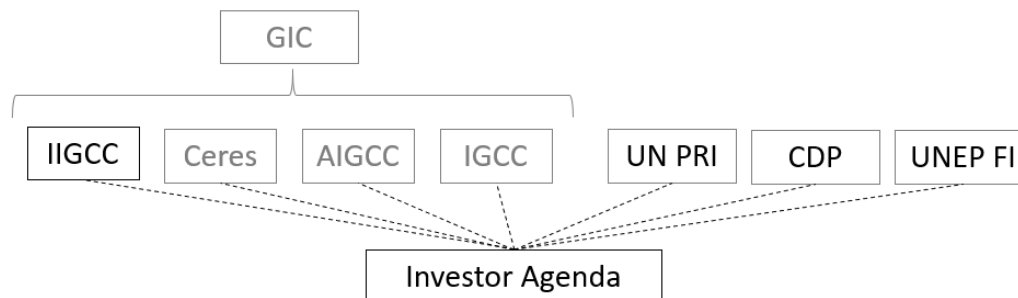 GIC
IIGCC
Ceres
AIGCC
IGCC
UN PRI
CDP
UNEP FI
Investor Agenda